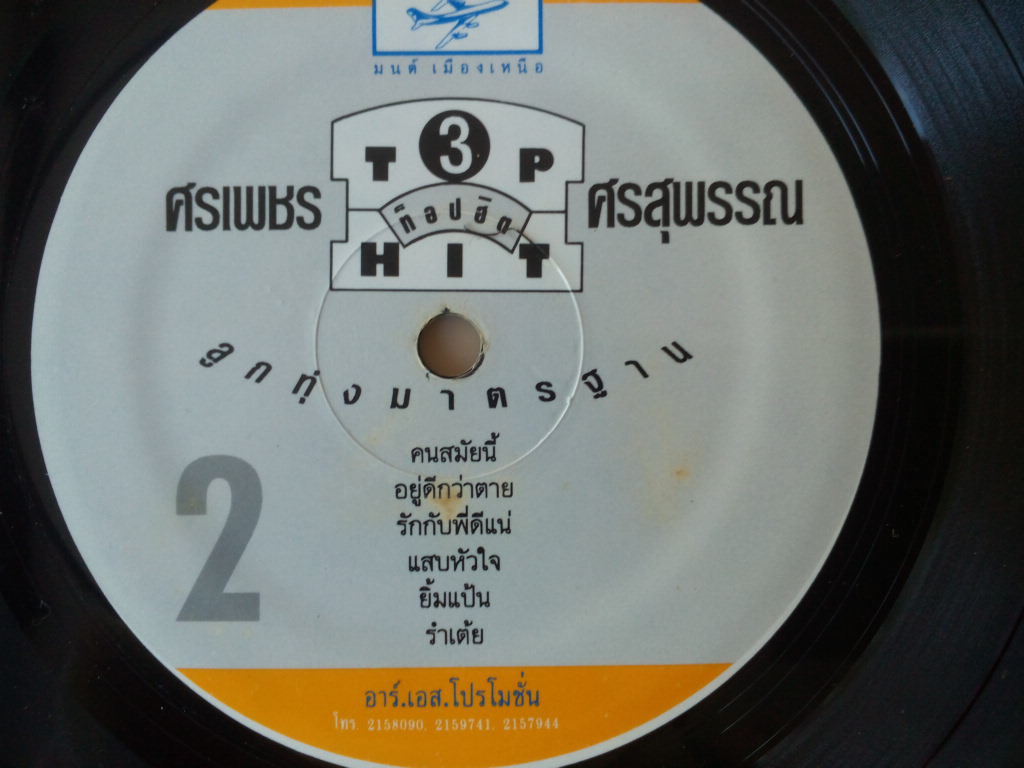 มนต์ เมืองเหนือ
3
TOP
ศรเพชร ศรสุพรรณ
ท็อปฮิต
HIT
ลูกทุ่งมาตรฐาน
คนสมัยนี้
อยู่ดีกว่าตาย
รักกับพี่ดีแน่
แสบหัวใจ
ยิ้มแป้น
รำเต้ย
2
อาร์.เอส.โปรโมชั่น
โทร. 2158090, 2159741, 2157944